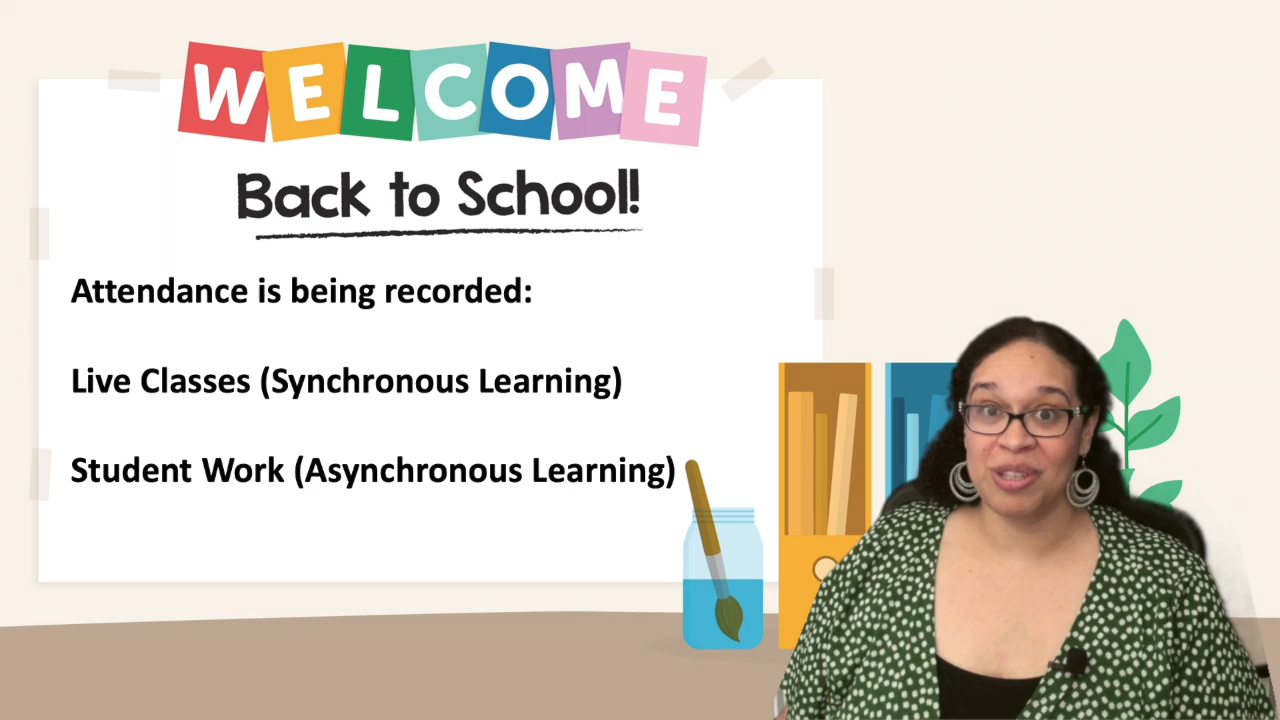 WELCOME
Back to School!
Attendance is being recorded:
Live Classes (Synchronous Learning)
Student Work (Asynchronous Learning)